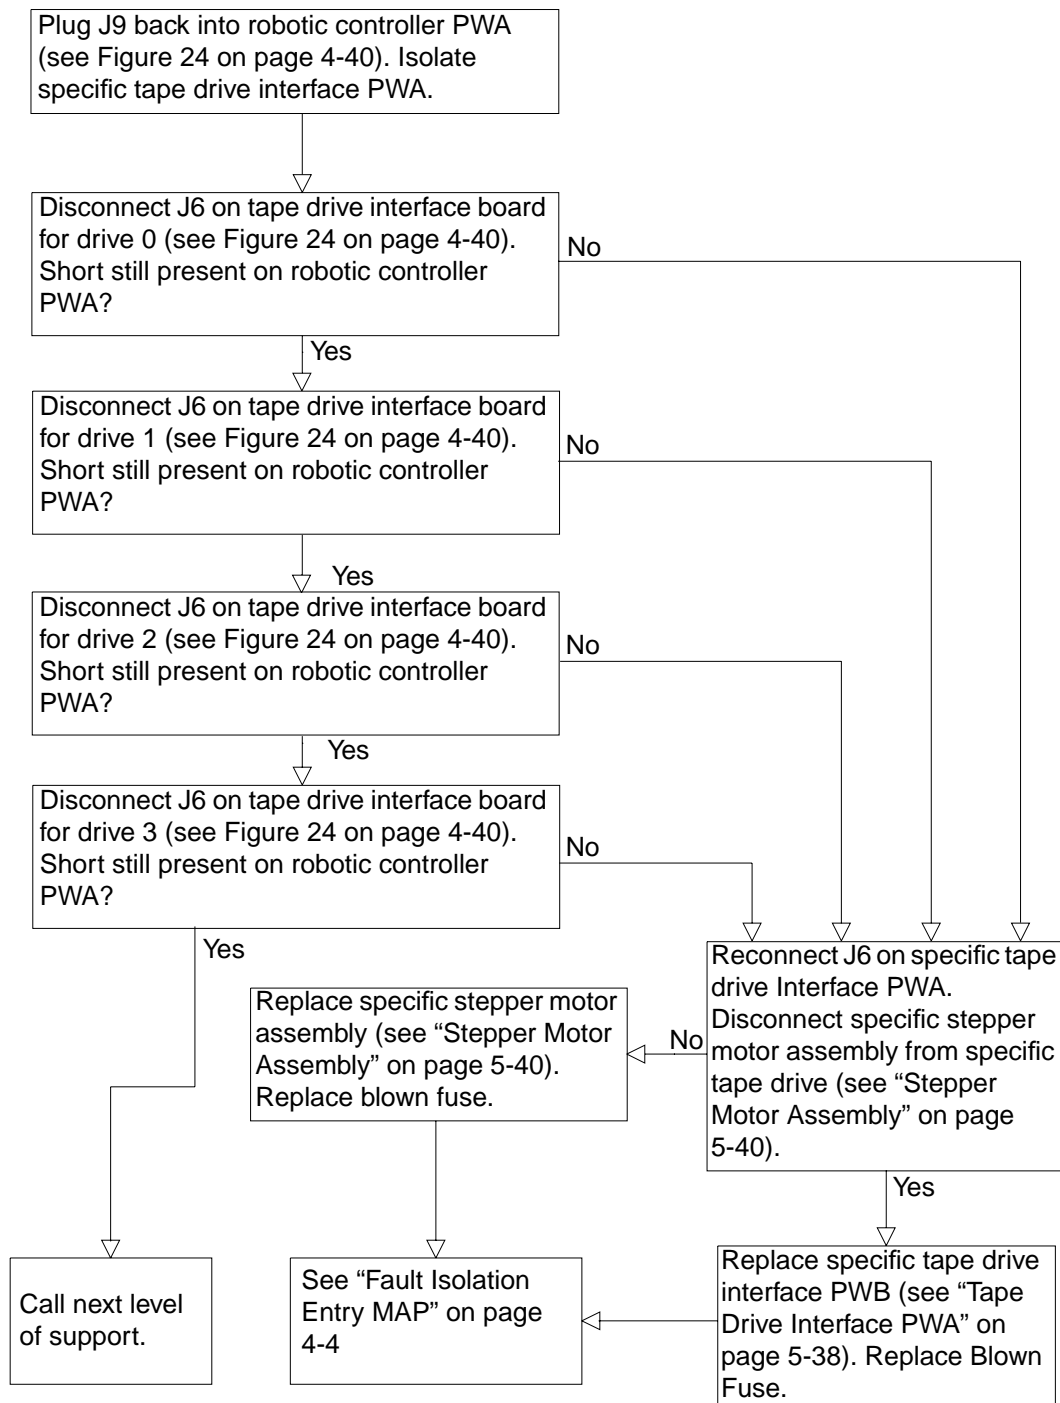 Plug J9 back into robotic controller PWA
(see Figure 24 on page 4-40). Isolate
specific tape drive interface PWA.
Disconnect J6 on tape drive interface board
for drive 0 (see Figure 24 on page 4-40).
Short still present on robotic controller
PWA?
No
Yes
Disconnect J6 on tape drive interface board
for drive 1 (see Figure 24 on page 4-40).
Short still present on robotic controller
PWA?
No
Yes
Disconnect J6 on tape drive interface board
for drive 2 (see Figure 24 on page 4-40).
Short still present on robotic controller
PWA?
No
Yes
Disconnect J6 on tape drive interface board
for drive 3 (see Figure 24 on page 4-40).
Short still present on robotic controller
PWA?
No
Yes
Reconnect J6 on specific tape
drive Interface PWA.
Disconnect specific stepper
motor assembly from specific
tape drive (see “Stepper
Motor Assembly” on page
5-40).
No
Yes
Replace specific stepper motor
assembly (see “Stepper Motor
Assembly” on page 5-40).
Replace blown fuse.
Call next level
of support.
See “Fault Isolation
Entry MAP” on page
4-4
Replace specific tape drive
interface PWB (see “Tape
Drive Interface PWA” on
page 5-38). Replace Blown
Fuse.